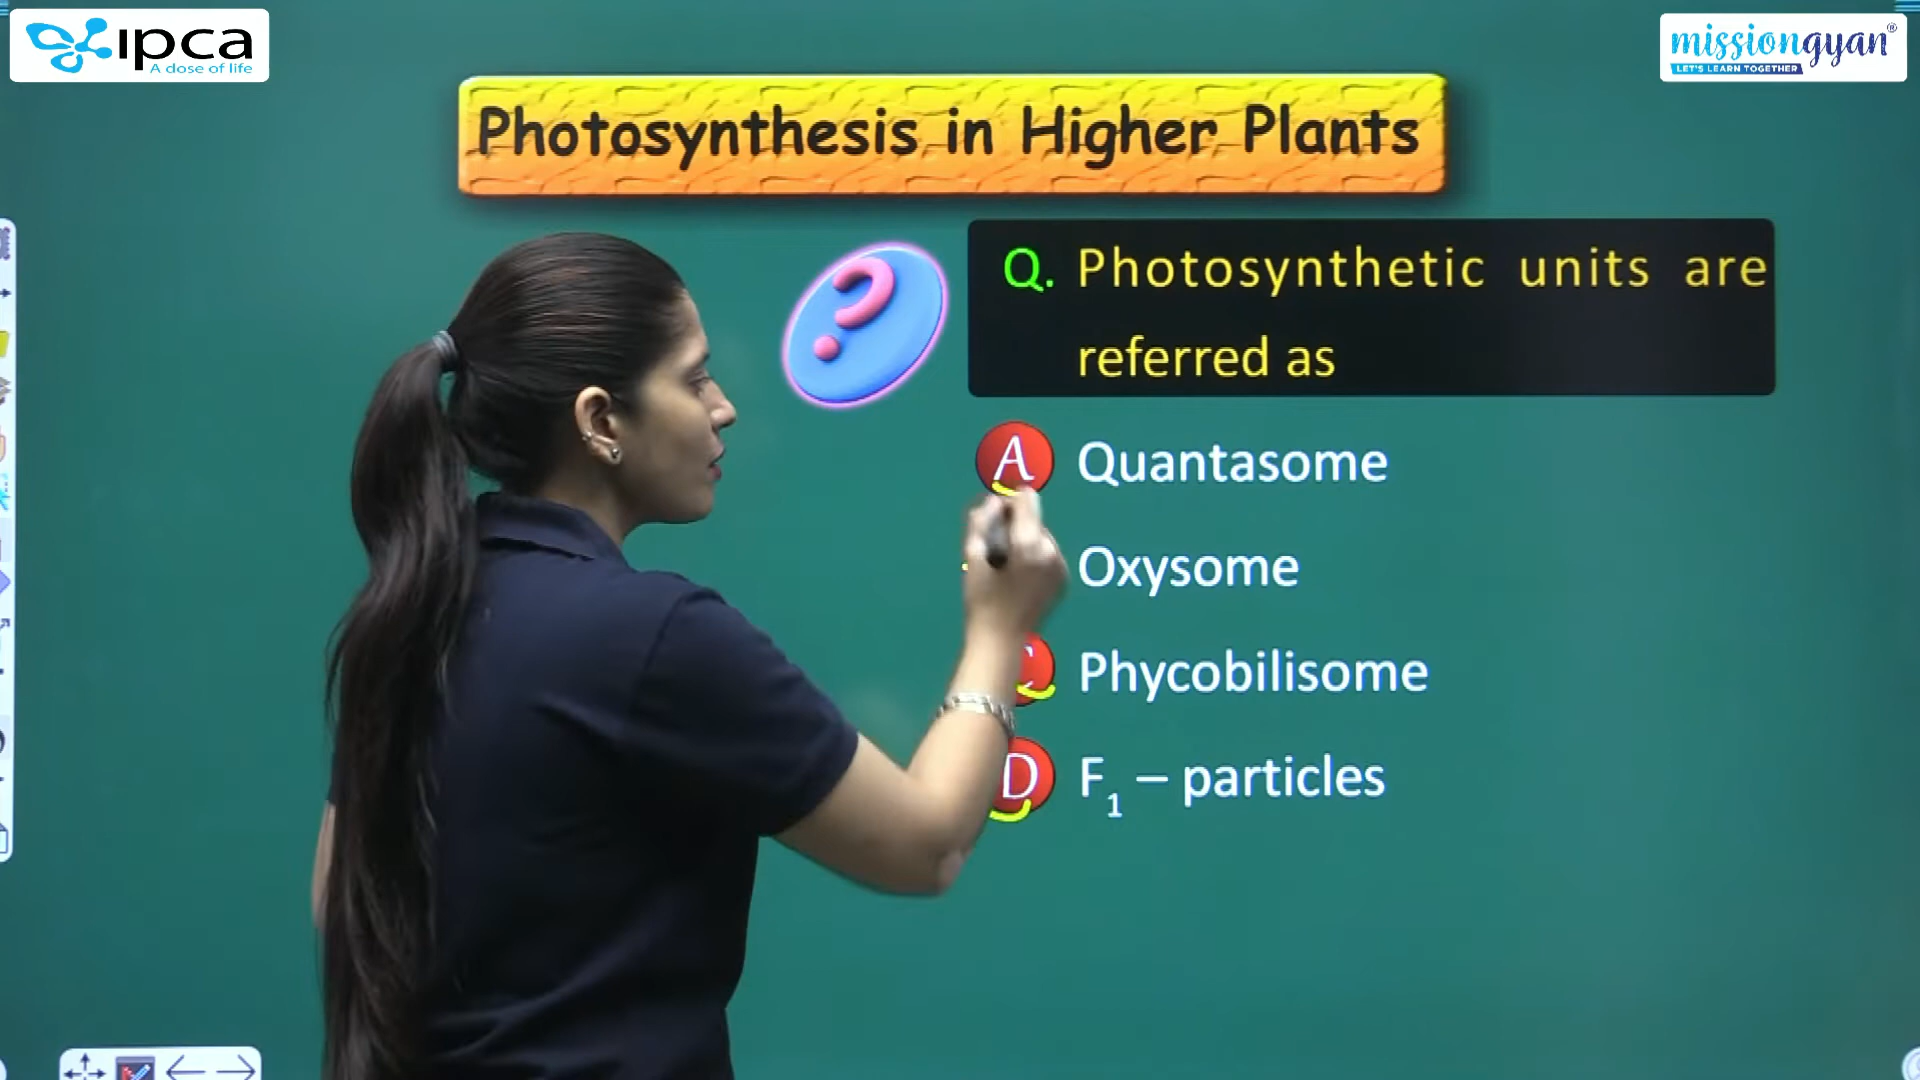 ipca
A dose of life
missiongyan®
LET'S LEARN TOGETHER
Photosynthesis in Higher Plants
Q. Photosynthetic units are
referred as
A Quantasome
Oxysome
C Phycobilisome
D F₁ – particles